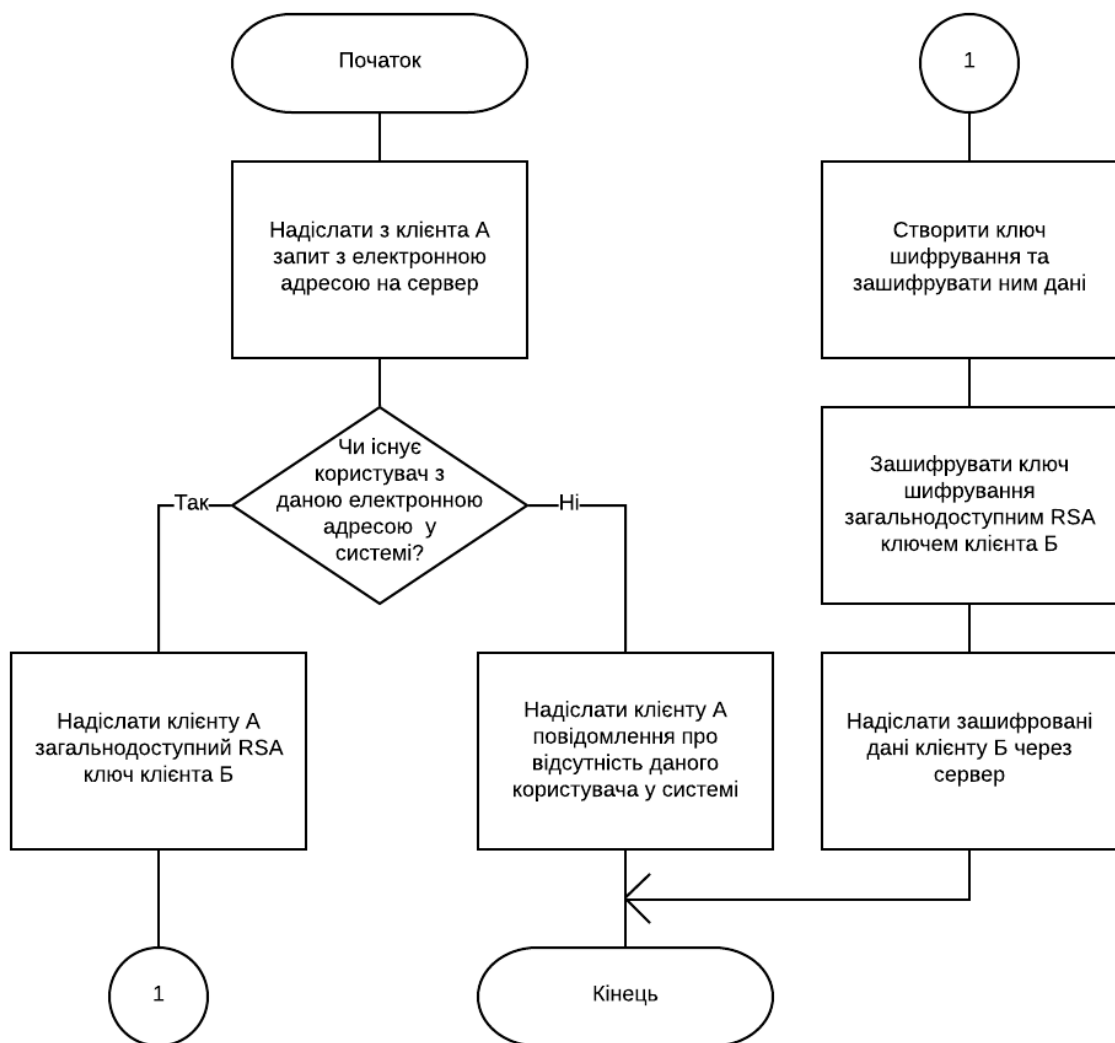 Початок
Надіслати з клієнта А
запит з електронною
адресою на сервер
Чи існує
користувач з
даною електронною
адресою у
системі?
Так
Ні
Надіслати клієнту А
загальнодоступний RSA
ключ клієнта Б
1
Надіслати клієнту А
повідомлення про
відсутність даного
користувача у системі
1
Створити ключ
шифрування та
зашифрувати ним дані
Зашифрувати ключ
шифрування
загальнодоступним RSA
ключем клієнта Б
Надіслати зашифровані
дані клієнту Б через
сервер
Кінець